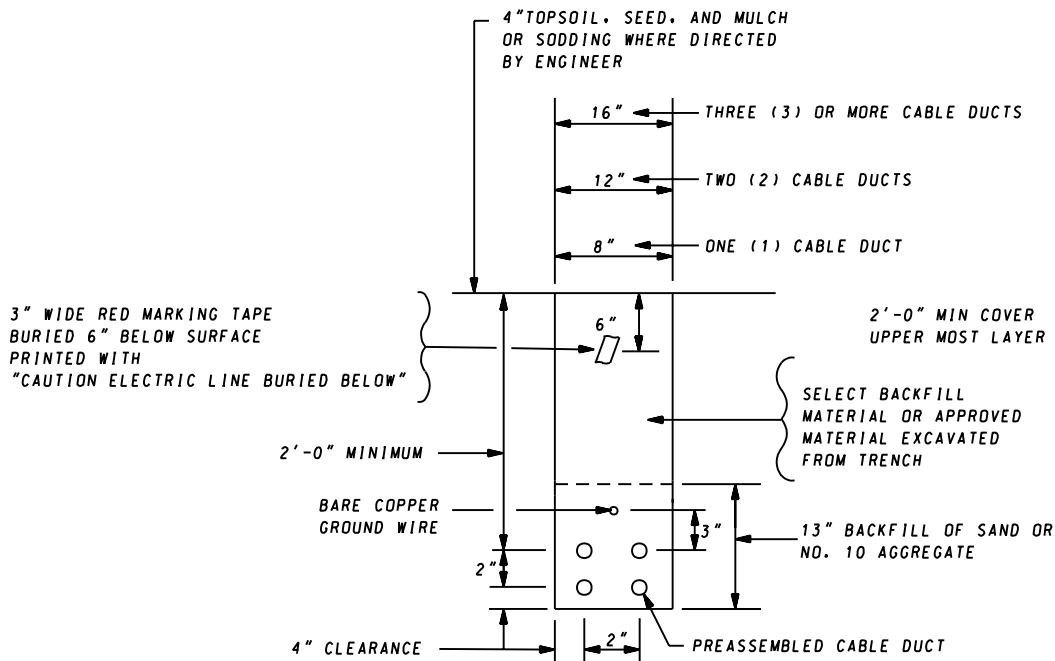 4" TOPSOIL, SEED, AND MULCH
OR SODDING WHERE DIRECTED
BY ENGINEER
16"
THREE (3) OR MORE CABLE DUCTS
12"
TWO (2) CABLE DUCTS
8"
ONE (1) CABLE DUCT
3" WIDE RED MARKING TAPE
BURIED 6" BELOW SURFACE
PRINTED WITH
"CAUTION ELECTRIC LINE BURIED BELOW"
6"
2'-0" MIN COVER
UPPER MOST LAYER
SELECT BACKFILL
MATERIAL OR APPROVED
MATERIAL EXCAVATED
FROM TRENCH
2'-0" MINIMUM
BARE COPPER
GROUND WIRE
3"
13" BACKFILL OF SAND OR
NO. 10 AGGREGATE
2"
4" CLEARANCE
2"
PREASSEMBLED CABLE DUCT